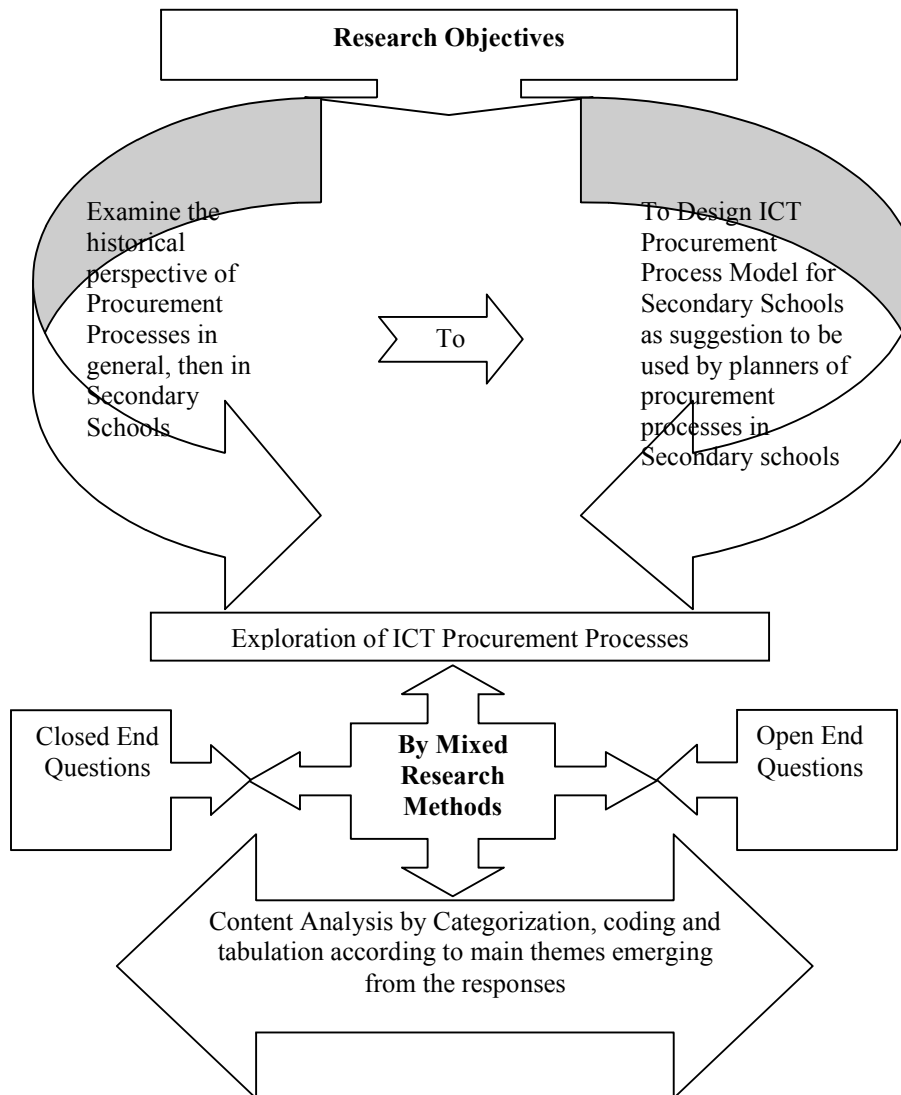 Research Objectives
Examine the
historical
perspective of
Procurement
Processes in
general, then in
Secondary
Schools
To
To Design ICT
Procurement
Process Model for
Secondary Schools
as suggestion to be
used by planners of
procurement
processes in
Secondary schools
Exploration of ICT Procurement Processes
Closed End
Questions
By Mixed
Research
Methods
Open End
Questions
Content Analysis by Categorization, coding and
tabulation according to main themes emerging
from the responses